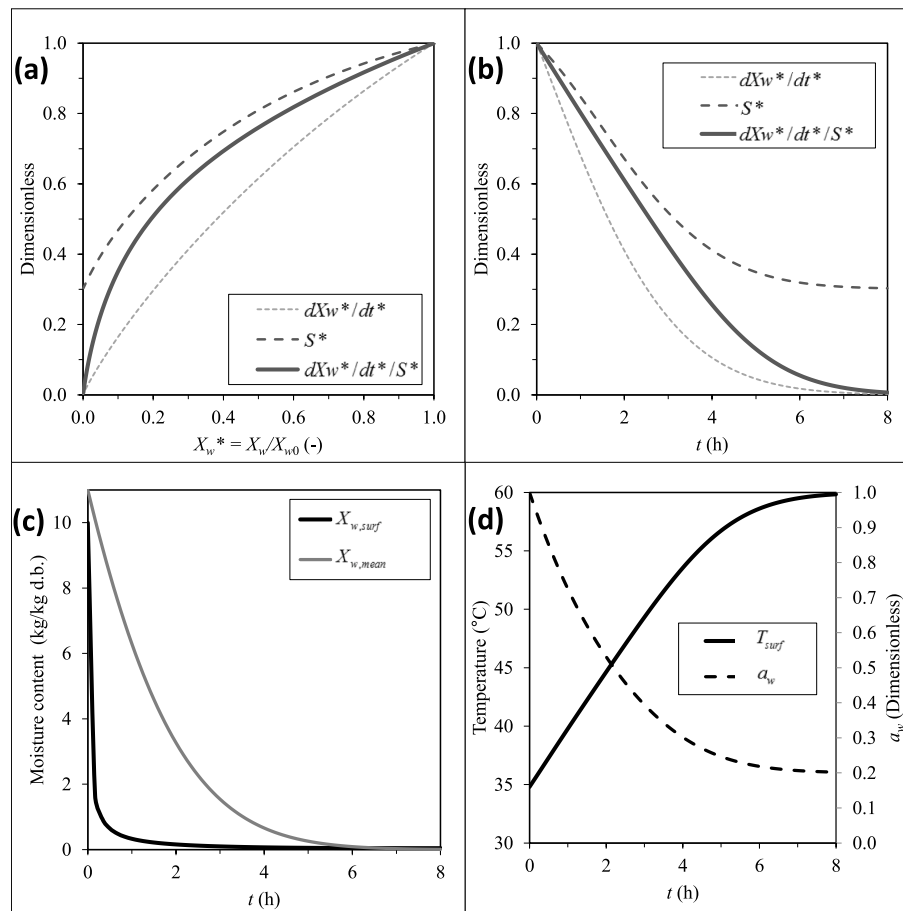 (a)
1.0
0.8
0.6
0.4
0.2
0.0
Dimensionless
dXw*/dt*
S*
dXw*/dt*/S*
0.0 0.2 0.4 0.6 0.8 1.0
Xw* = Xw/Xw0 (-)
(b)
1.0
0.8
0.6
0.4
0.2
0.0
Dimensionless
dXw*/dt*
S*
dXw*/dt*/S*
0 2 4 6 8
t (h)
(c)
10
8
6
4
2
0
Moisture content (kg/kg d.b.)
Xw,surf
Xw,mean
0 2 4 6 8
t (h)
(d)
60
55
50
45
40
35
30
Temperature (°C)
Tsurf
aw
1.0
0.9
0.8
0.7
0.6
0.5
0.4
0.3
0.2
0.1
0.0
aw (Dimensionless)
0 2 4 6 8
t (h)